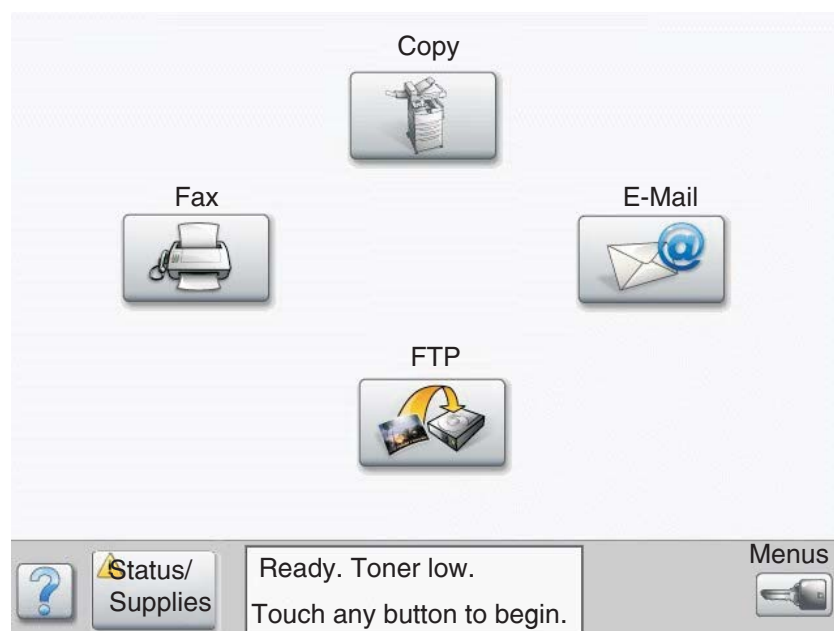 Copy
Fax
E-Mail
FTP
?
Status/
Supplies
Ready. Toner low.
Touch any button to begin.
Menus